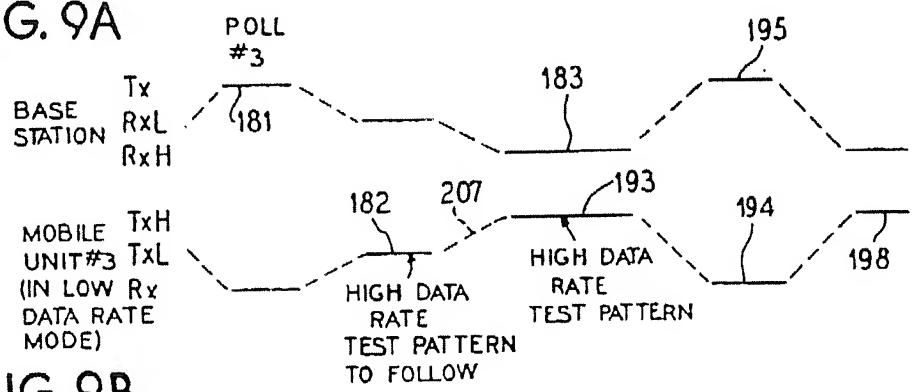 G. 9A
POLL
#3
195
BASE
STATION
Tx
RxL
RxH
181
183
MOBILE
UNIT#3
(IN LOW
DATA RATE
MODE)
TxH
TxL
Rx
182
207
193
194
198
HIGH DATA
RATE
TEST PATTERN
TO FOLLOW
HIGH DATA
RATE
TEST PATTERN
IG. 9B